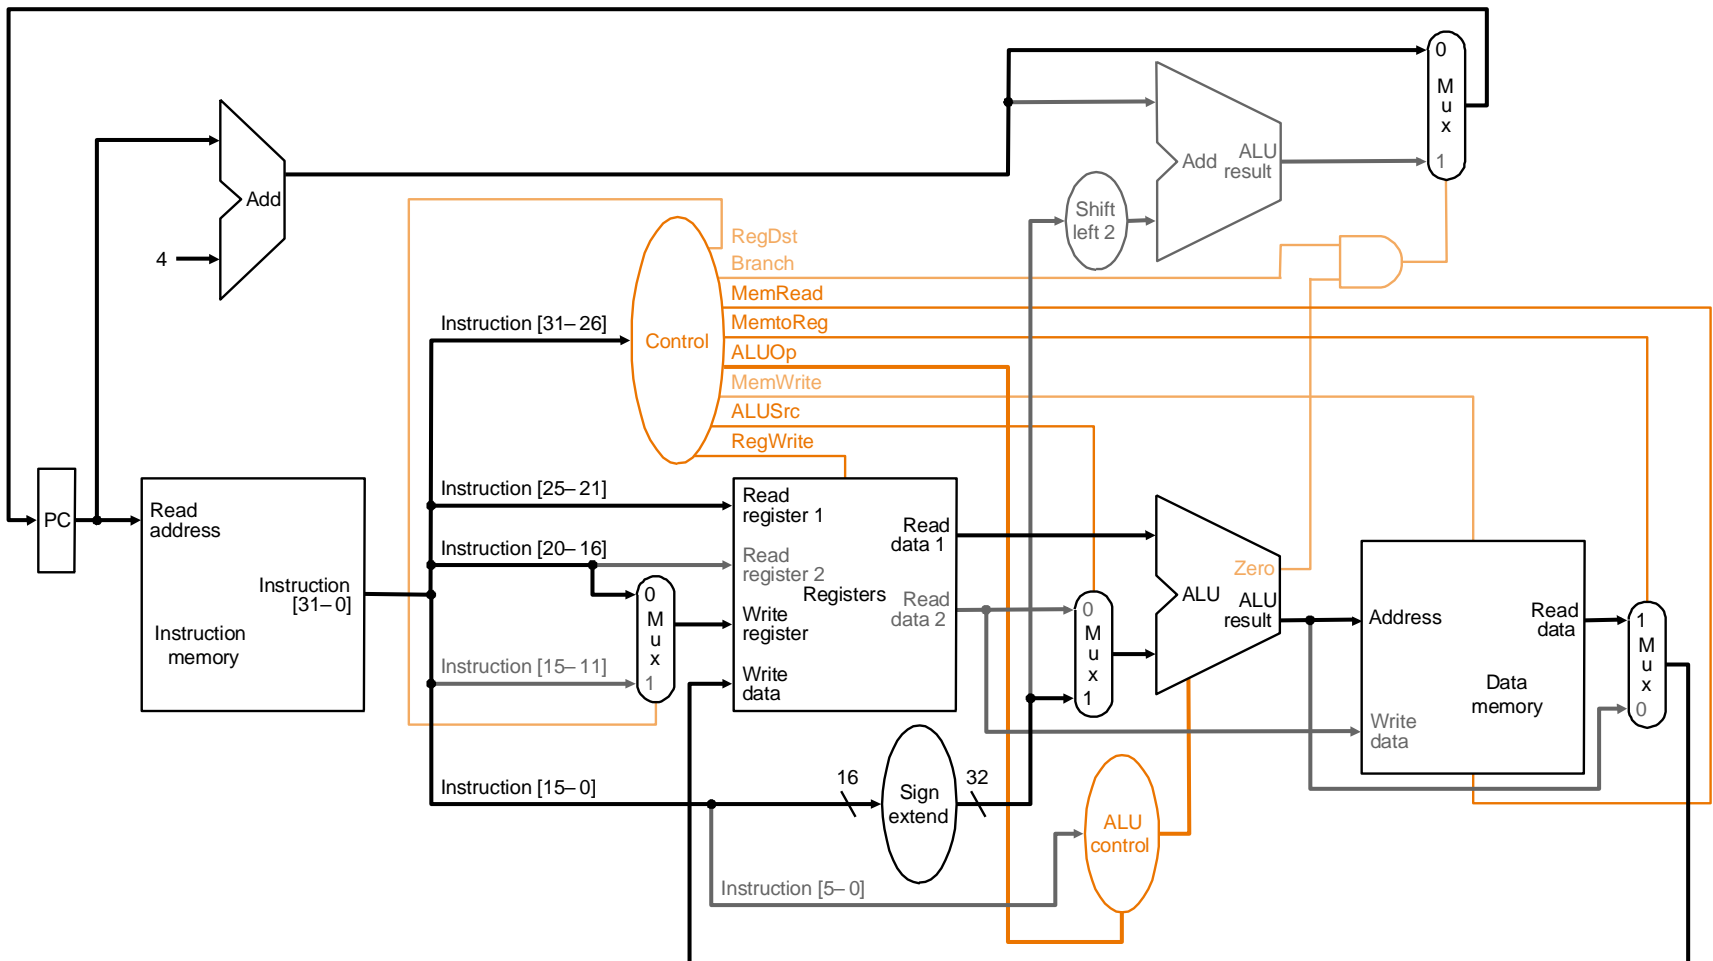 0
M
u
x
1
Add
ALU
result
Add
4
Shift
left 2
RegDst
Branch
MemRead
MemtoReg
ALUOp
MemWrite
ALUSrc
RegWrite
Control
Instruction [31–26]
Instruction [25–21]
Instruction [20–16]
Instruction [15–11]
Instruction [15–0]
Instruction [5–0]
PC
Read
address
Instruction
[31–0]
Instruction
memory
0
M
u
x
1
Read
register 1
Read
register 2
Write
register
Write
data
Registers
Read
data 1
Read
data 2
0
M
u
x
1
Zero
ALU
ALU
result
Address
Write
data
Read
data
Data
memory
1
M
u
x
0
16
Sign
extend
32
ALU
control